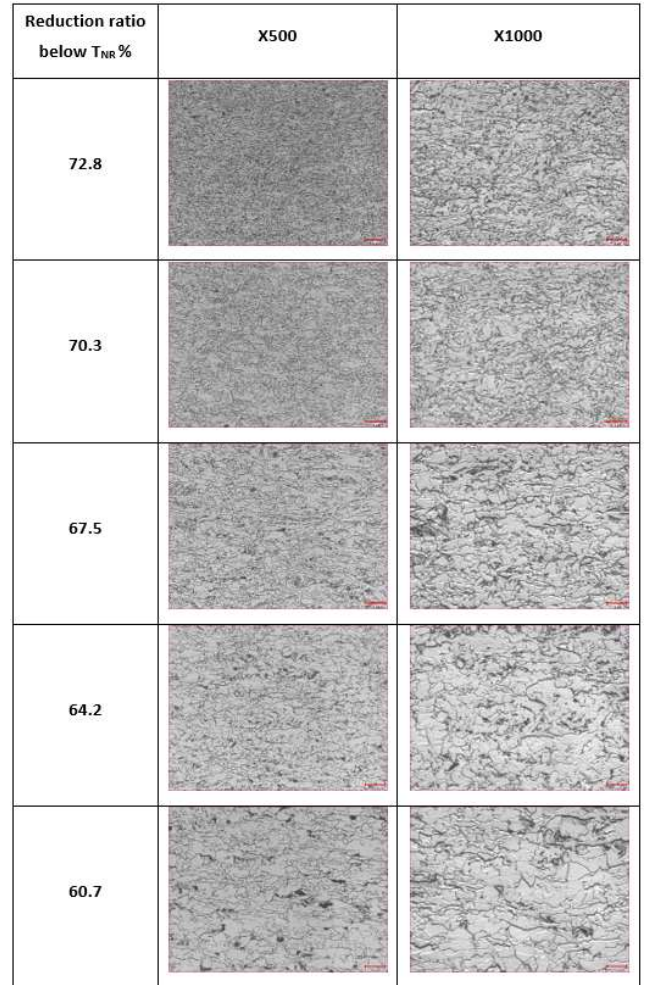 Reduction ratio
below TNR %
X500
X1000
72.8
70.3
67.5
64.2
60.7